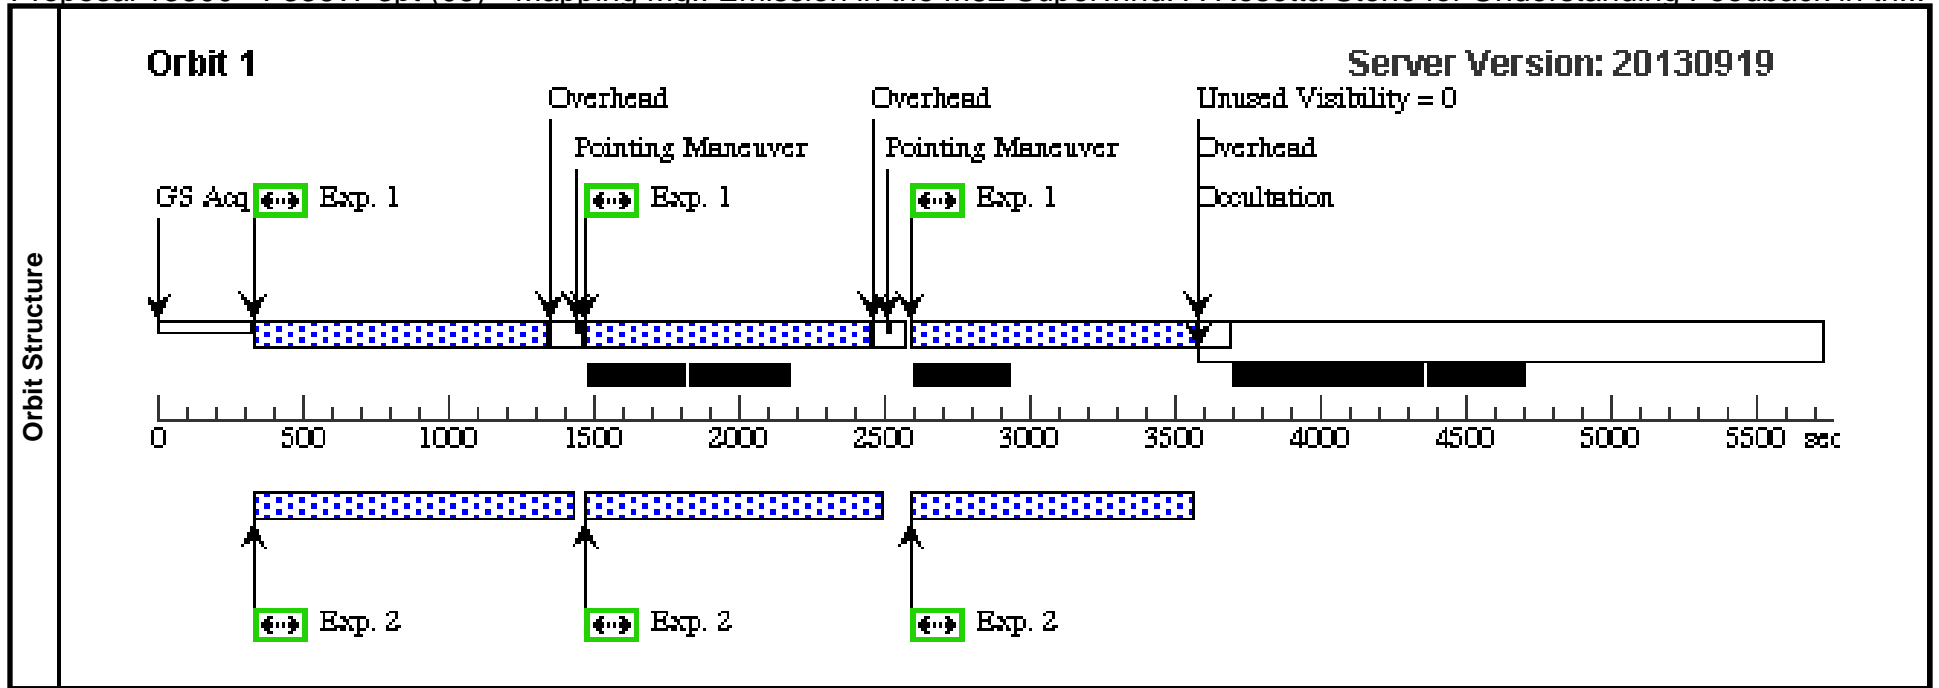 Orbit 1
Server Version: 20130919
Overhead Overhead Unused Visibility = 0
Pointing Maneuver Pointing Maneuver Overhead
GS Acq Exp. 1 Exp. 1 Exp. 1 Occultation
Orbit Structure
0 500 1000 1500 2000 2500 3000 3500 4000 4500 5000 5500 sec
Exp. 2 Exp. 2 Exp. 2